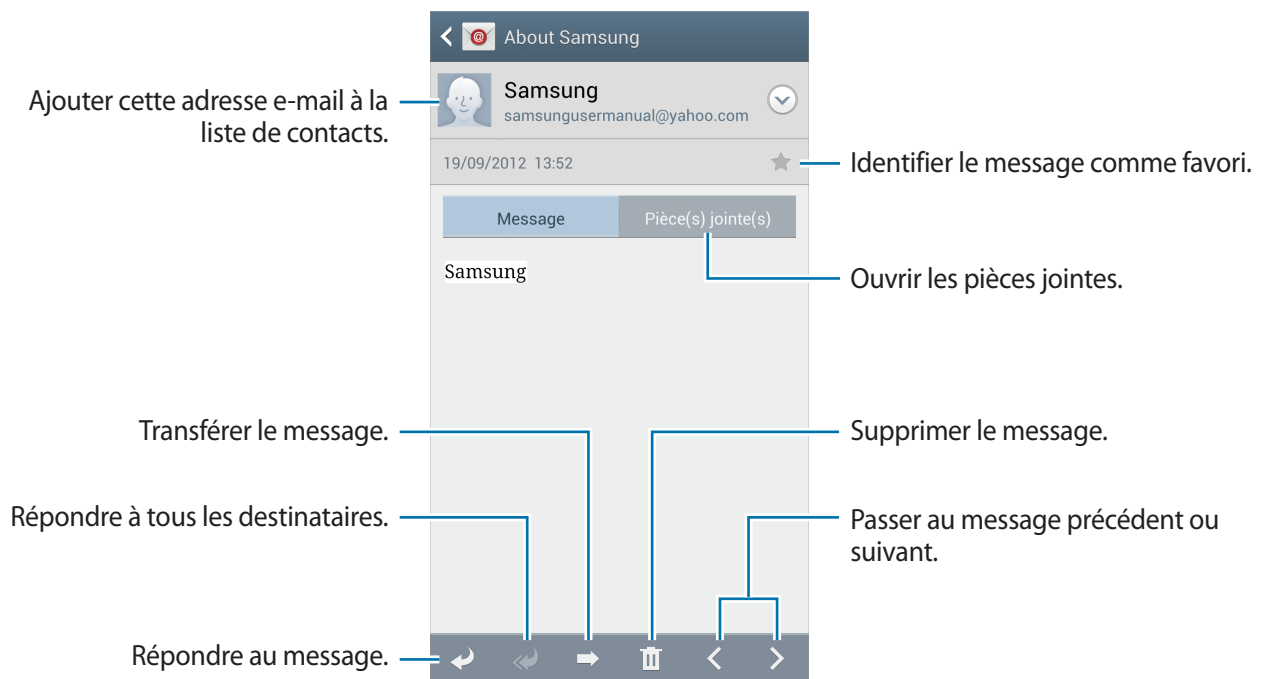 About Samsung
Ajouter cette adresse e-mail à la
liste de contacts.
Samsung
samsungusermanual@yahoo.com
19/09/2012 13:52
Identifier le message comme favori.
Message
Pièce(s) jointe(s)
Samsung
Ouvrir les pièces jointes.
Transférer le message.
Supprimer le message.
Répondre à tous les destinataires.
Passer au message précédent ou
suivant.
Répondre au message.